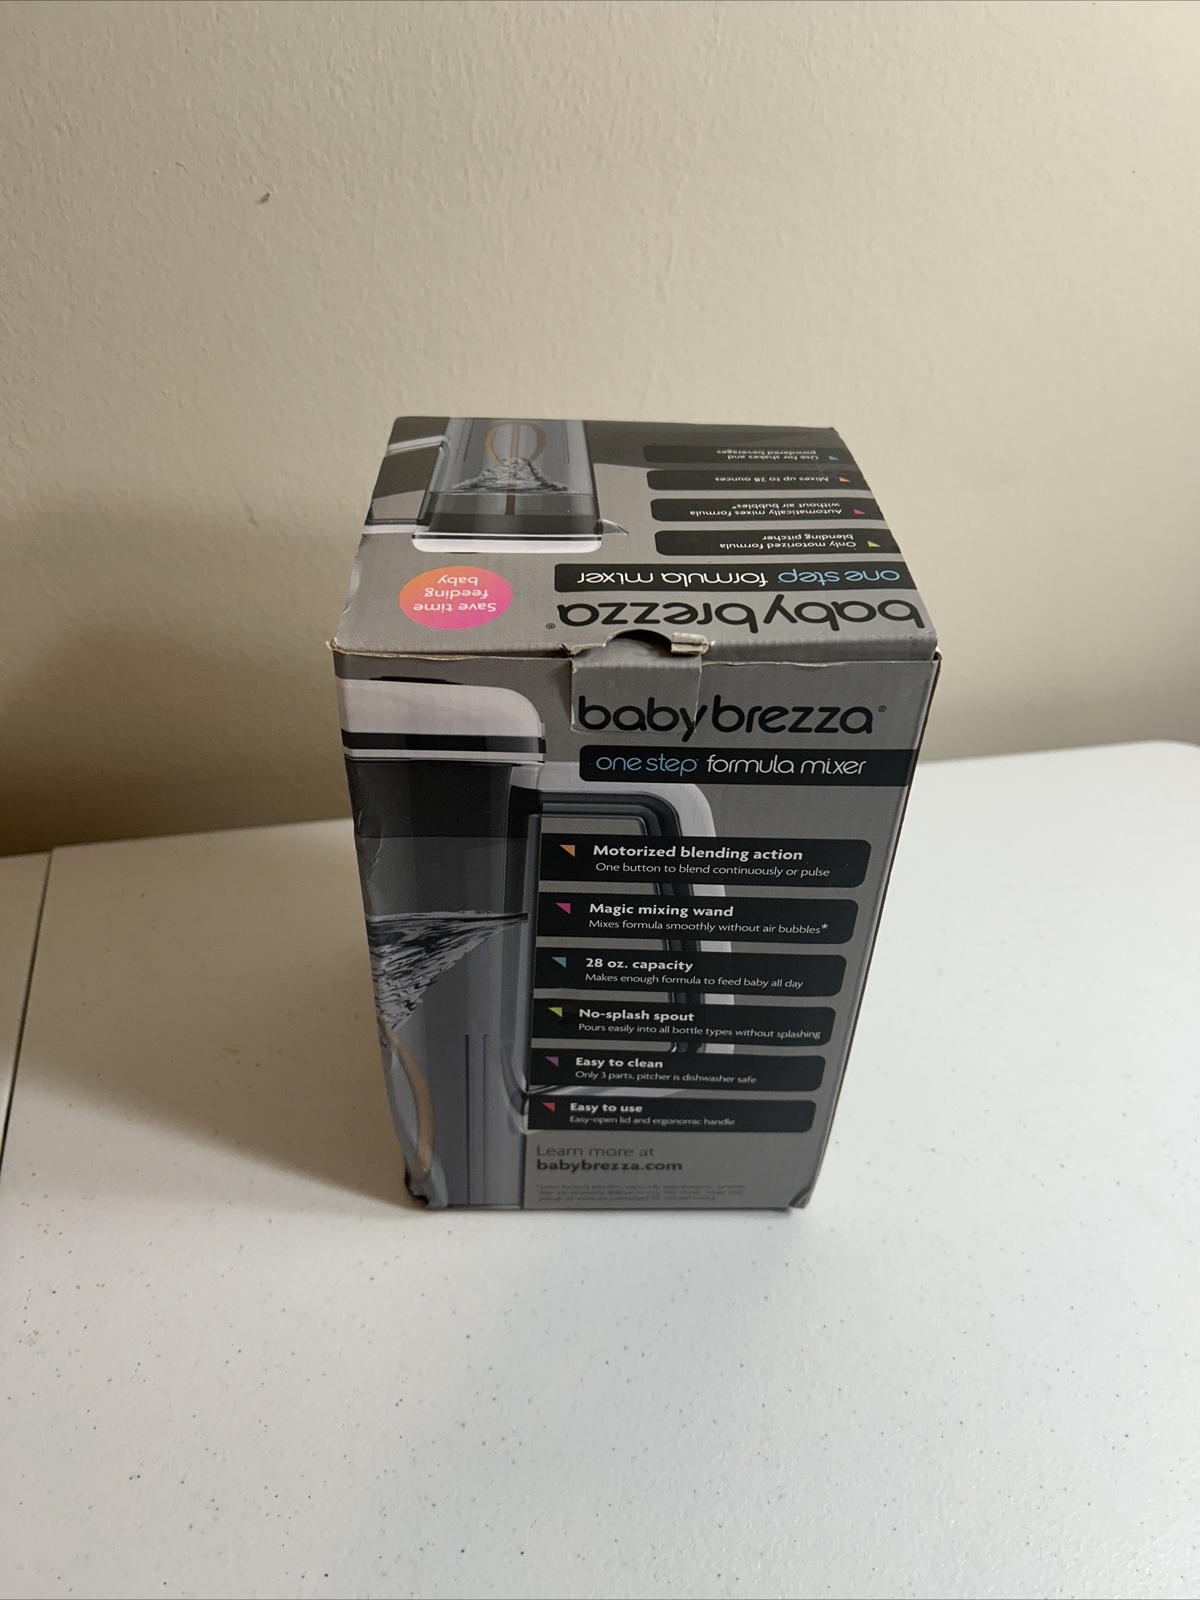 Use for shakes and
powdered beverages
Mixes up to 28 ounces
Automatically mixes formula
without air bubbles*
Only motorized formula
blending pitcher
one step formula mixer
babybrezza®
Save time
feeding
baby
babybrezza®
one step formula mixer
Motorized blending action
One button to blend continuously or pulse
Magic mixing wand
Mixes formula smoothly without air bubbles*
28 oz. capacity
Makes enough formula to feed baby all day
No-splash spout
Pours easily into all bottle types without splashing
Easy to clean
Only 3 parts, pitcher is dishwasher safe
Easy to use
Easy-open lid and ergonomic handle
Learn more at
babybrezza.com